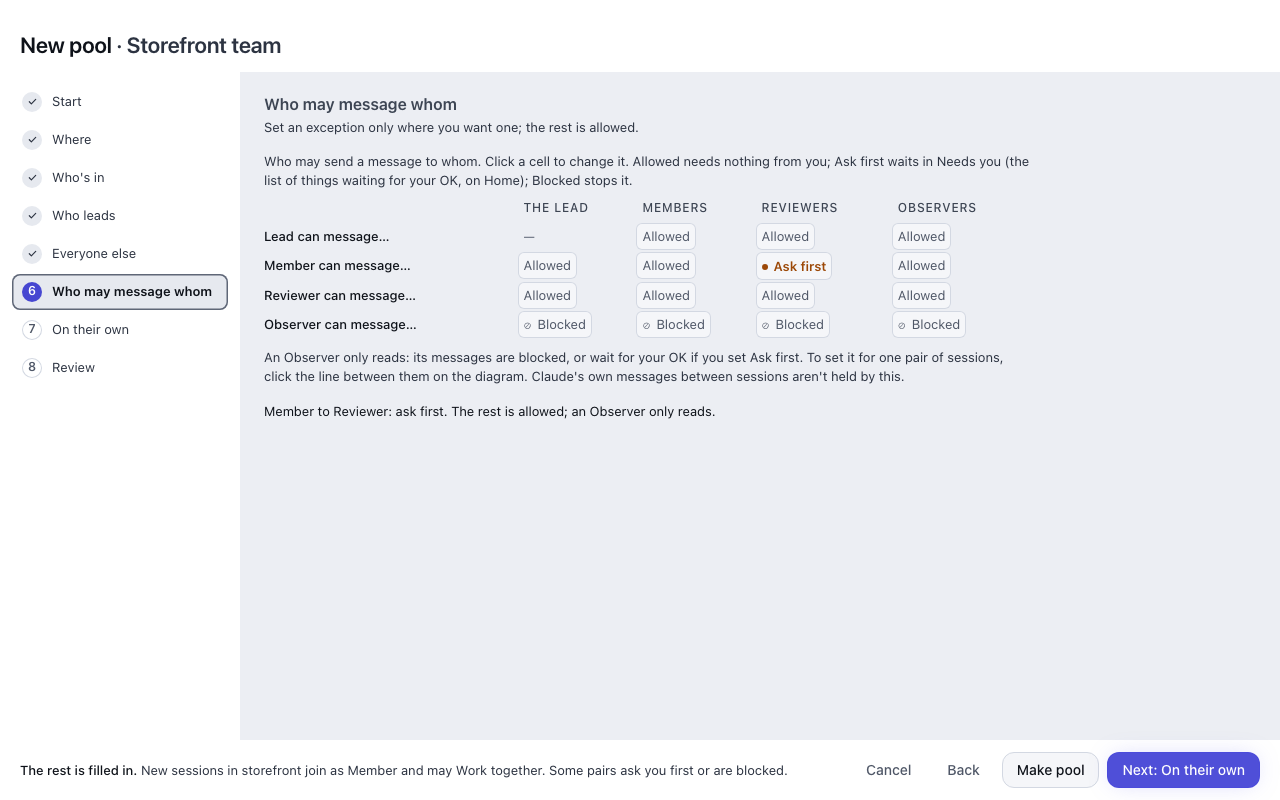 New pool · Storefront team
Start
Where
Who's in
Who leads
Everyone else
6 Who may message whom
7 On their own
8 Review
Who may message whom
Set an exception only where you want one; the rest is allowed.
Who may send a message to whom. Click a cell to change it. Allowed needs nothing from you; Ask first waits in Needs you (the
list of things waiting for your OK, on Home); Blocked stops it.
THE LEAD MEMBERS REVIEWERS OBSERVERS
Lead can message... — Allowed Allowed Allowed
Member can message... Allowed Allowed Ask first Allowed
Reviewer can message... Allowed Allowed Allowed Allowed
Observer can message... Blocked Blocked Blocked Blocked
An Observer only reads: its messages are blocked, or wait for your OK if you set Ask first. To set it for one pair of sessions,
click the line between them on the diagram. Claude's own messages between sessions aren't held by this.
Member to Reviewer: ask first. The rest is allowed; an Observer only reads.
The rest is filled in. New sessions in storefront join as Member and may Work together. Some pairs ask you first or are blocked.
Cancel Back Make pool Next: On their own